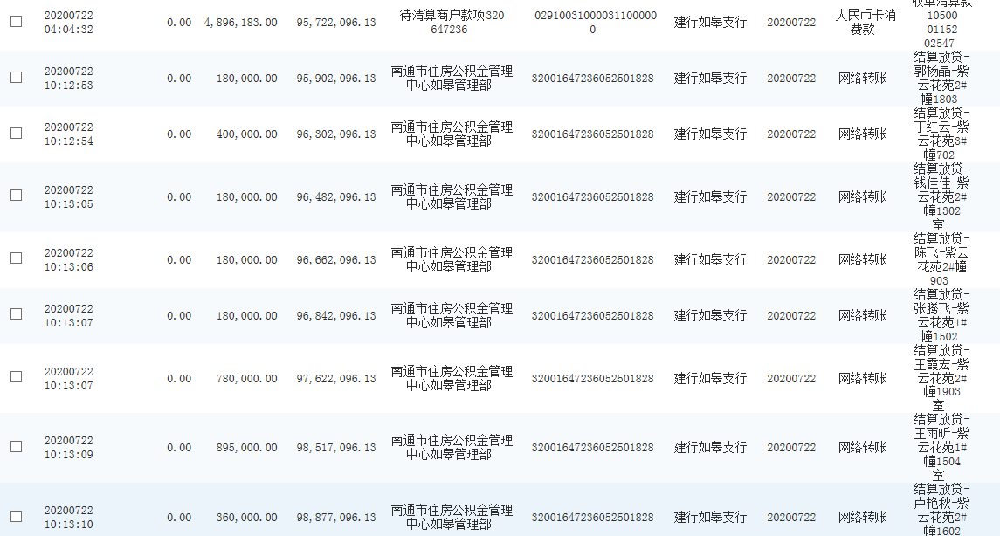 20200722
04:04:32
0.00
4,896,183.00
95,722,096.13
待清算商户款项320
647236
02910031000031100000
0
建行如皋支行
20200722
人民币卡消
费款
收单清算款
10500
01152
02547
20200722
10:12:53
0.00
180,000.00
95,902,096.13
南通市住房公积金管理
中心如皋管理部
32001647236052501828
建行如皋支行
20200722
网络转账
结算放贷-
郭杨晶-紫
云花苑2#
幢1803
20200722
10:12:54
0.00
400,000.00
96,302,096.13
南通市住房公积金管理
中心如皋管理部
32001647236052501828
建行如皋支行
20200722
网络转账
结算放贷-
丁红云-紫
云花苑3#
幢702
20200722
10:13:05
0.00
180,000.00
96,482,096.13
南通市住房公积金管理
中心如皋管理部
32001647236052501828
建行如皋支行
20200722
网络转账
结算放贷-
钱佳佳-紫
云花苑2#
幢1302
室
20200722
10:13:06
0.00
180,000.00
96,662,096.13
南通市住房公积金管理
中心如皋管理部
32001647236052501828
建行如皋支行
20200722
网络转账
结算放贷-
陈飞-紫云
花苑2#幢
903
20200722
10:13:07
0.00
180,000.00
96,842,096.13
南通市住房公积金管理
中心如皋管理部
32001647236052501828
建行如皋支行
20200722
网络转账
结算放贷-
张腾飞-紫
云花苑1#
幢1502
20200722
10:13:07
0.00
780,000.00
97,622,096.13
南通市住房公积金管理
中心如皋管理部
32001647236052501828
建行如皋支行
20200722
网络转账
结算放贷-
王霞宏-紫
云花苑2#
幢1903
室
20200722
10:13:09
0.00
895,000.00
98,517,096.13
南通市住房公积金管理
中心如皋管理部
32001647236052501828
建行如皋支行
20200722
网络转账
结算放贷-
王雨昕-紫
云花苑1#
幢1504
室
20200722
10:13:10
0.00
360,000.00
98,877,096.13
南通市住房公积金管理
中心如皋管理部
32001647236052501828
建行如皋支行
20200722
网络转账
结算放贷-
卢艳秋-紫
云花苑2#
幢1602